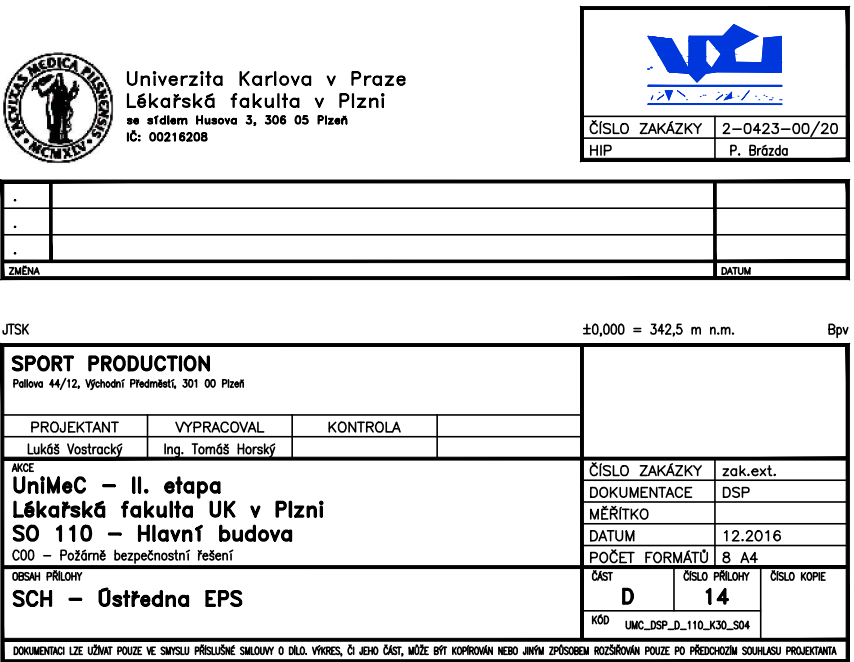 FACVLTAS MEDICA PILSNENSIS
MCMXLV
Univerzita Karlova v Praze
Lékařská fakulta v Plzni
se sídlem Husova 3, 306 05 Plzeň
IČ: 00216208
ČÍSLO ZAKÁZKY 2-0423-00/20
HIP P. Brázda
.
.
.
ZMĚNA DATUM
JTSK ±0,000 = 342,5 m n.m. Bpv
SPORT PRODUCTION
Pallova 44/12, Východní Předměstí, 301 00 Plzeň
PROJEKTANT VYPRACOVAL KONTROLA
Lukáš Vostracký Ing. Tomáš Horský
AKCE
UniMeC - II. etapa
Lékařská fakulta UK v Plzni
SO 110 - Hlavní budova
C00 - Požárně bezpečnostní řešení
ČÍSLO ZAKÁZKY zak.ext.
DOKUMENTACE DSP
MĚŘÍTKO
DATUM 12.2016
POČET FORMÁTŮ 8 A4
OBSAH PŘÍLOHY
SCH - Ústředna EPS
ČÁST ČÍSLO PŘÍLOHY ČÍSLO KOPIE
D 14
KÓD UMC_DSP_D_110_K30_S04
DOKUMENTACI LZE UŽÍVAT POUZE VE SMYSLU PŘÍSLUŠNÉ SMLOUVY O DÍLO. VÝKRES, ČI JEHO ČÁST, MŮŽE BÝT KOPÍROVÁN NEBO JINÝM ZPŮSOBEM ROZŠIŘOVÁN POUZE PO PŘEDCHOZÍM SOUHLASU PROJEKTANTA